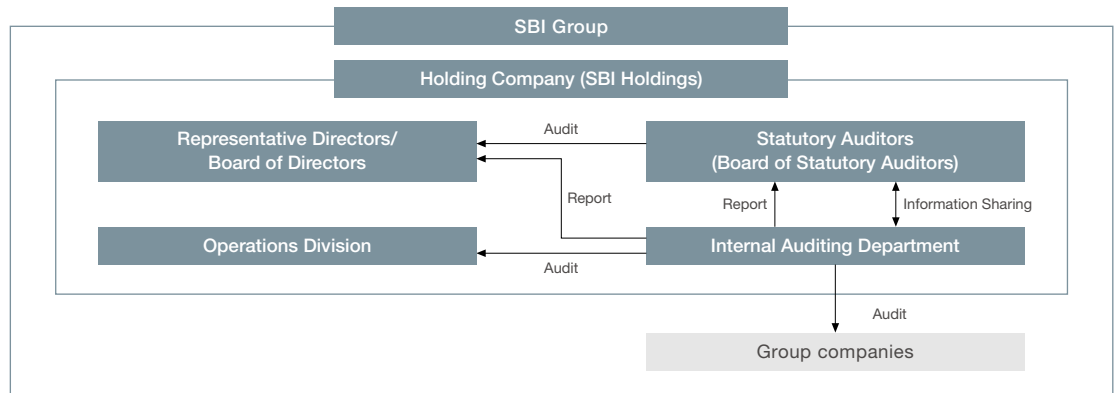 SBI Group
Holding Company (SBI Holdings)
Representative Directors/
Board of Directors
Audit
Statutory Auditors
(Board of Statutory Auditors)
Report
Report
Information Sharing
Operations Division
Audit
Internal Auditing Department
Audit
Group companies